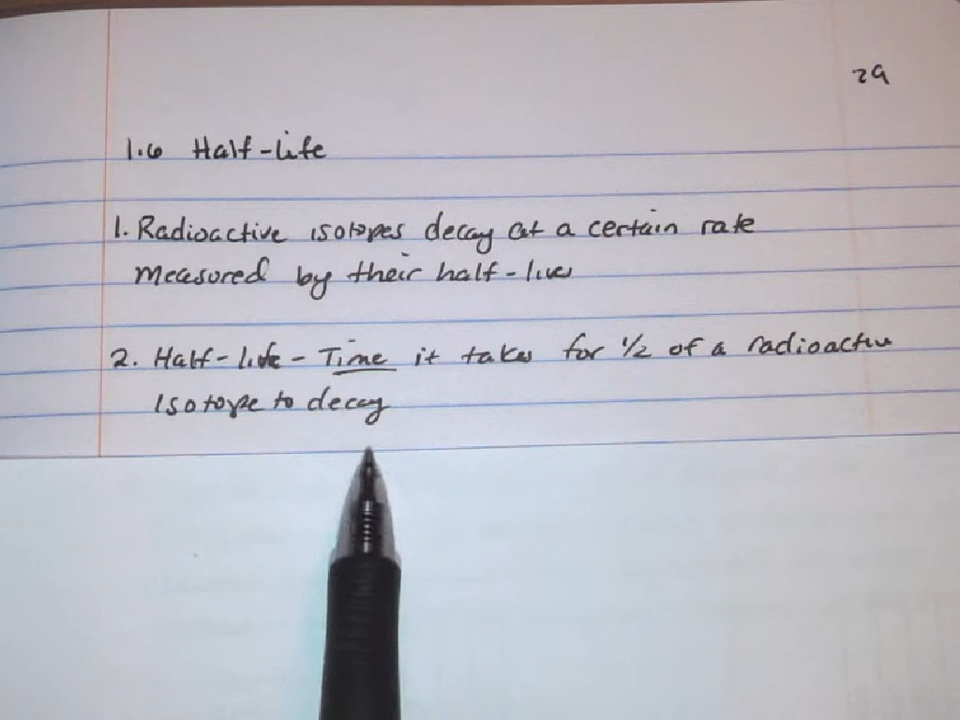 29
1.6 Half-life
1. Radioactive isotopes decay at a certain rate
measured by their half-lives
2. Half-life - Time it takes for 1/2 of a radioactive
isotope to decay